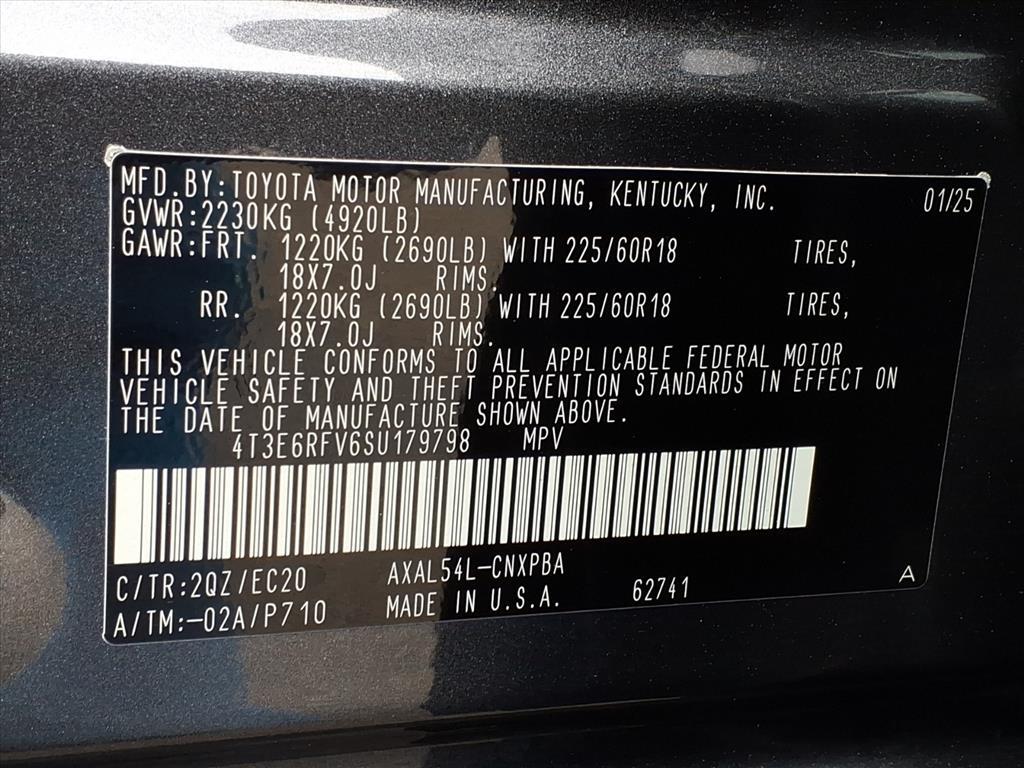 MFD.BY:TOYOTA MOTOR MANUFACTURING, KENTUCKY, INC. 01/25
GVWR:2230KG (4920LB)
GAWR:FRT. 1220KG (2690LB) WITH 225/60R18 TIRES,
18X7.0J RIMS.
RR. 1220KG (2690LB) WITH 225/60R18 TIRES,
18X7.0J RIMS.
THIS VEHICLE CONFORMS TO ALL APPLICABLE FEDERAL MOTOR
VEHICLE SAFETY AND THEFT PREVENTION STANDARDS IN EFFECT ON
THE DATE OF MANUFACTURE SHOWN ABOVE.
4T3E6RFV6SU179798 MPV
C/TR:2QZ/EC20 AXAL54L-CNXPBA
A/TM:-02A/P710 MADE IN U.S.A. 62741 A